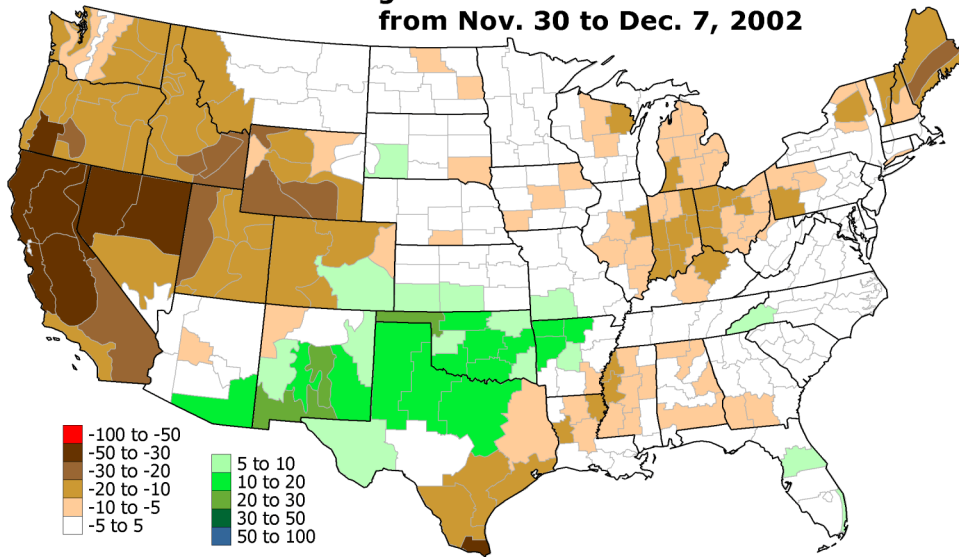 from Nov. 30 to Dec. 7, 2002
-100 to -50
-50 to -30
-30 to -20
-20 to -10
-10 to -5
-5 to 5
5 to 10
10 to 20
20 to 30
30 to 50
50 to 100